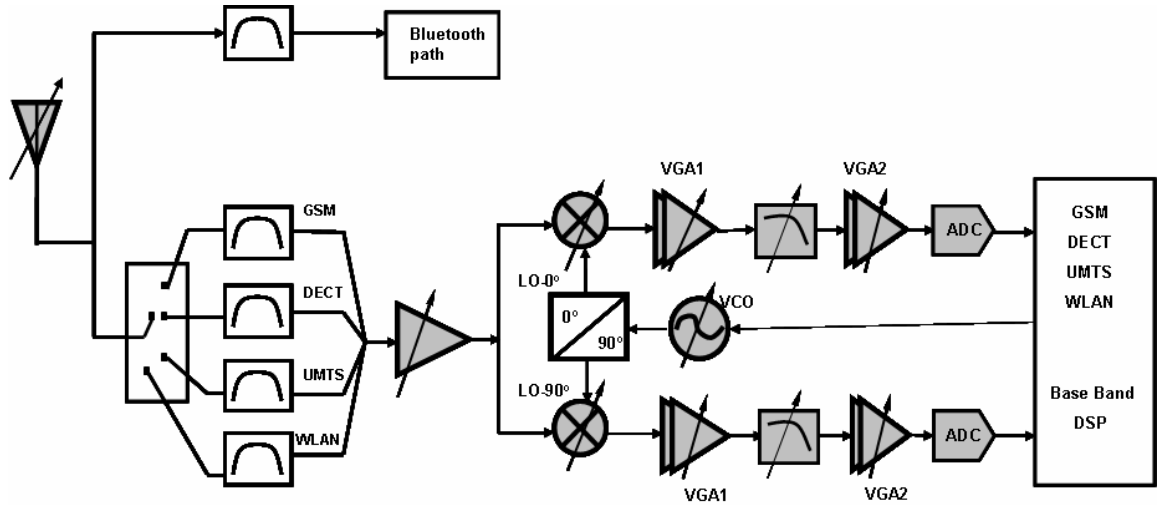 Bluetooth
path
GSM
DECT
UMTS
WLAN
VGA1
VGA2
ADC
LO-0°
0°
90°
VCO
LO-90°
VGA1
VGA2
ADC
GSM
DECT
UMTS
WLAN
Base Band
DSP